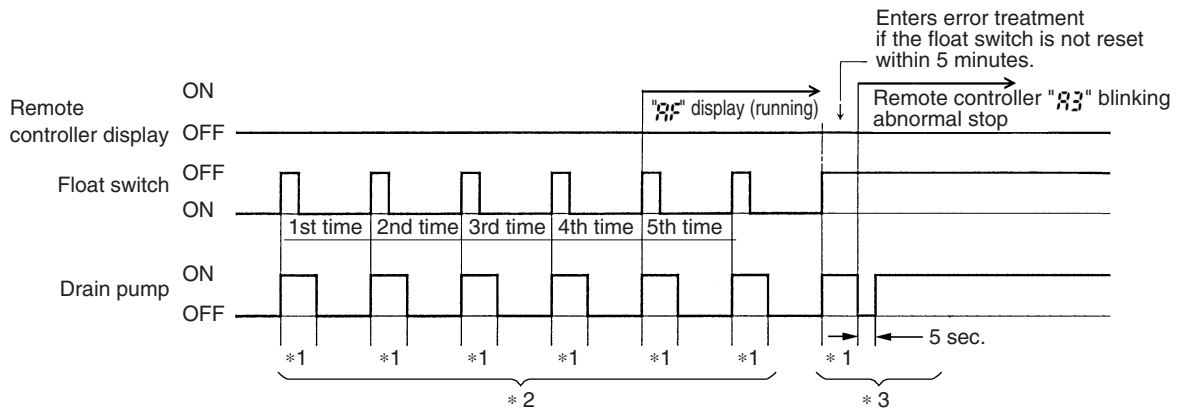 Enters error treatment
if the float switch is not reset
within 5 minutes.
ON
Remote
controller display
OFF
"AF" display (running)
Remote controller "A3" blinking
abnormal stop
Float switch
OFF
ON
1st time 2nd time 3rd time 4th time 5th time
Drain pump
ON
OFF
5 sec.
*1 *1 *1 *1 *1 *1 * 1
* 2 * 3